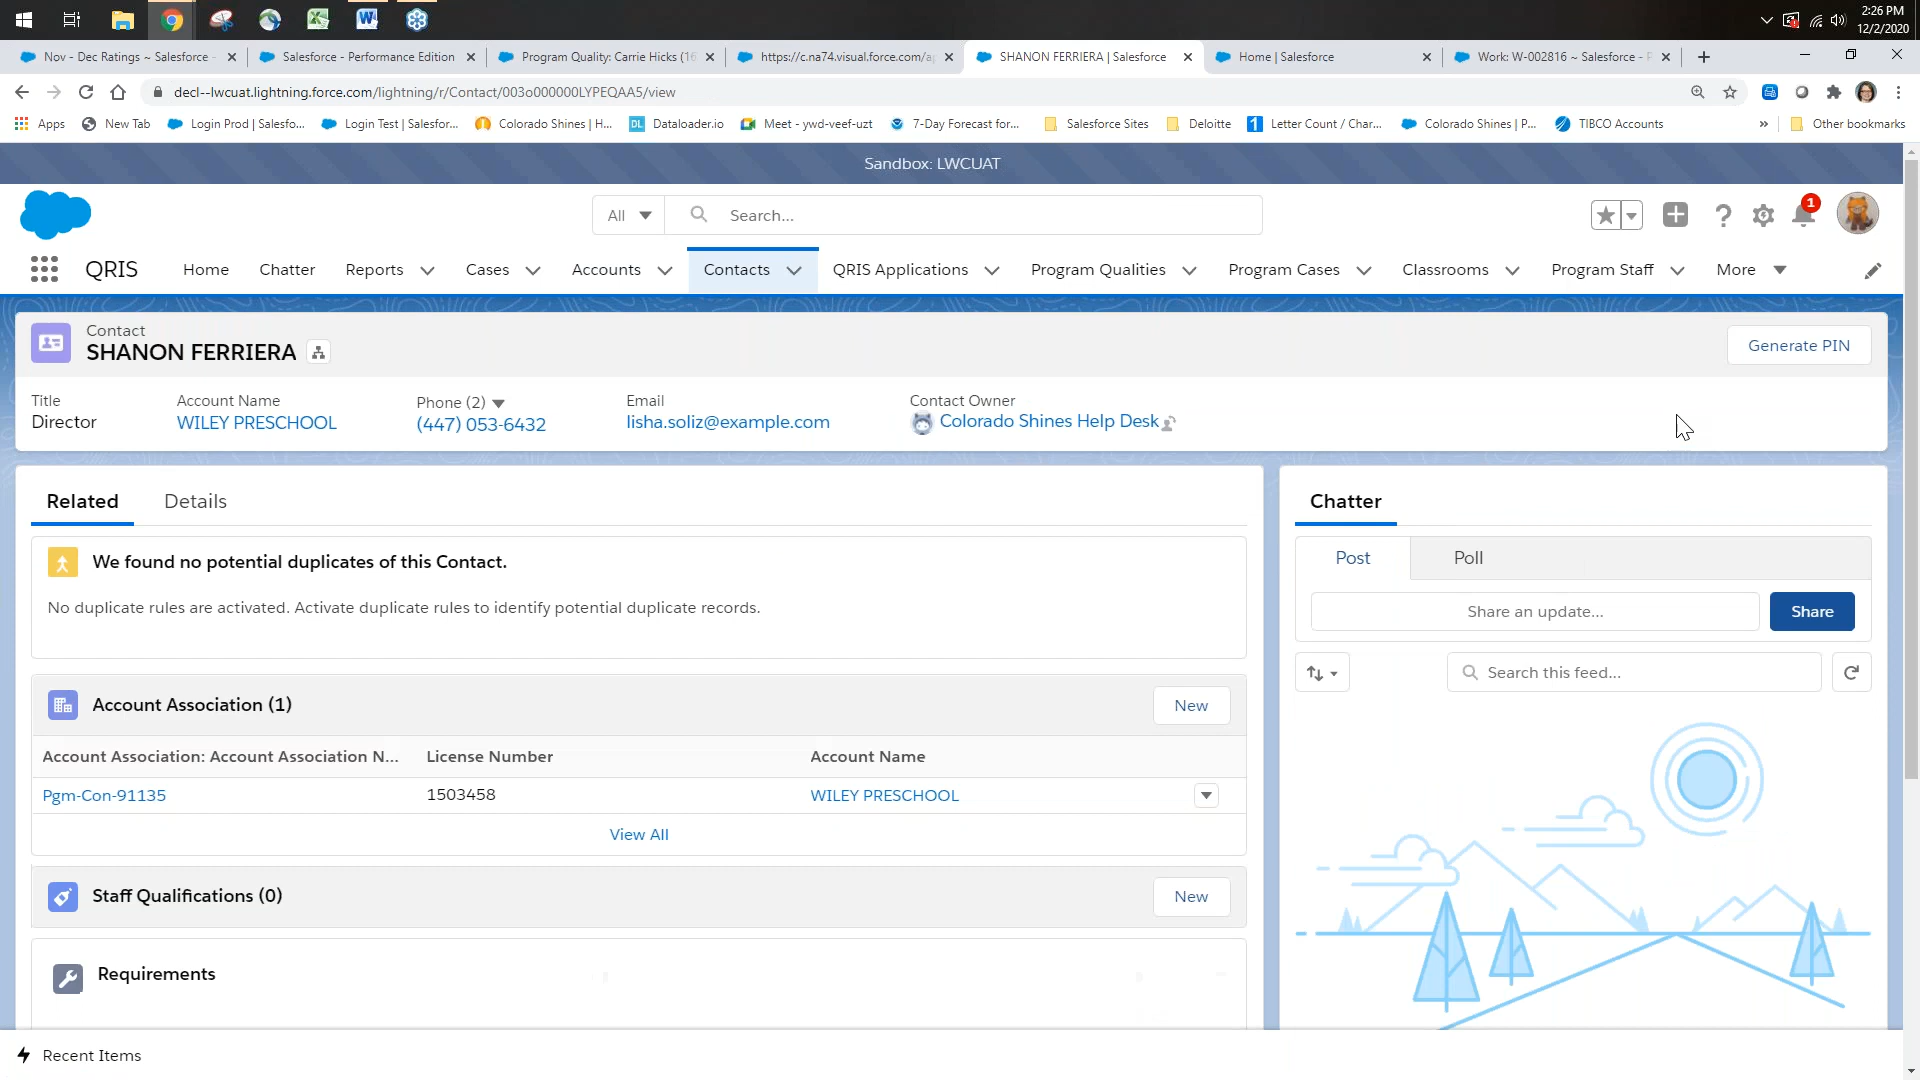 2:26 PM
12/2/2020
Nov - Dec Ratings ~ Salesforce -
Salesforce - Performance Edition
Program Quality: Carrie Hicks (16
https://c.na74.visual.force.com/a
SHANON FERRIERA | Salesforce
Home | Salesforce
Work: W-002816 ~ Salesforce - P
decl--lwcuat.lightning.force.com/lightning/r/Contact/003o000000LYPEQAA5/view
Apps
New Tab
Login Prod | Salesfo...
Login Test | Salesfor...
Colorado Shines | H...
DL
Dataloader.io
Meet - ywd-veef-uzt
7-Day Forecast for...
Salesforce Sites
Deloitte
1
Letter Count / Char...
Colorado Shines | P...
TIBCO Accounts
»
Other bookmarks
Sandbox: LWCUAT
All
Search...
1
QRIS
Home
Chatter
Reports
Cases
Accounts
Contacts
QRIS Applications
Program Qualities
Program Cases
Classrooms
Program Staff
More
Contact
SHANON FERRIERA
Generate PIN
Title
Director
Account Name
WILEY PRESCHOOL
Phone (2)
(447) 053-6432
Email
lisha.soliz@example.com
Contact Owner
Colorado Shines Help Desk
Related
Details
We found no potential duplicates of this Contact.
No duplicate rules are activated. Activate duplicate rules to identify potential duplicate records.
Account Association (1)
New
Account Association: Account Association N...
License Number
Account Name
Pgm-Con-91135
1503458
WILEY PRESCHOOL
View All
Staff Qualifications (0)
New
Requirements
Chatter
Post
Poll
Share an update...
Share
Search this feed...
Recent Items